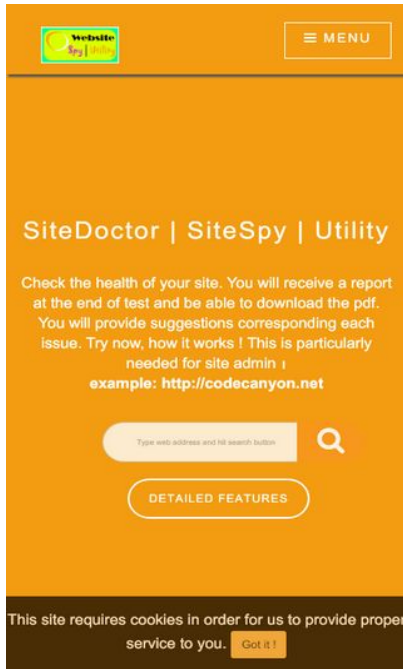 Website
Spy | Utility
≡ MENU
SiteDoctor | SiteSpy | Utility
Check the health of your site. You will receive a report
at the end of test and be able to download the pdf.
You will provide suggestions corresponding each
issue. Try now, how it works ! This is particularly
needed for site admin ।
example: http://codecanyon.net
Type web address and hit search button
DETAILED FEATURES
This site requires cookies in order for us to provide proper
service to you. Got it !